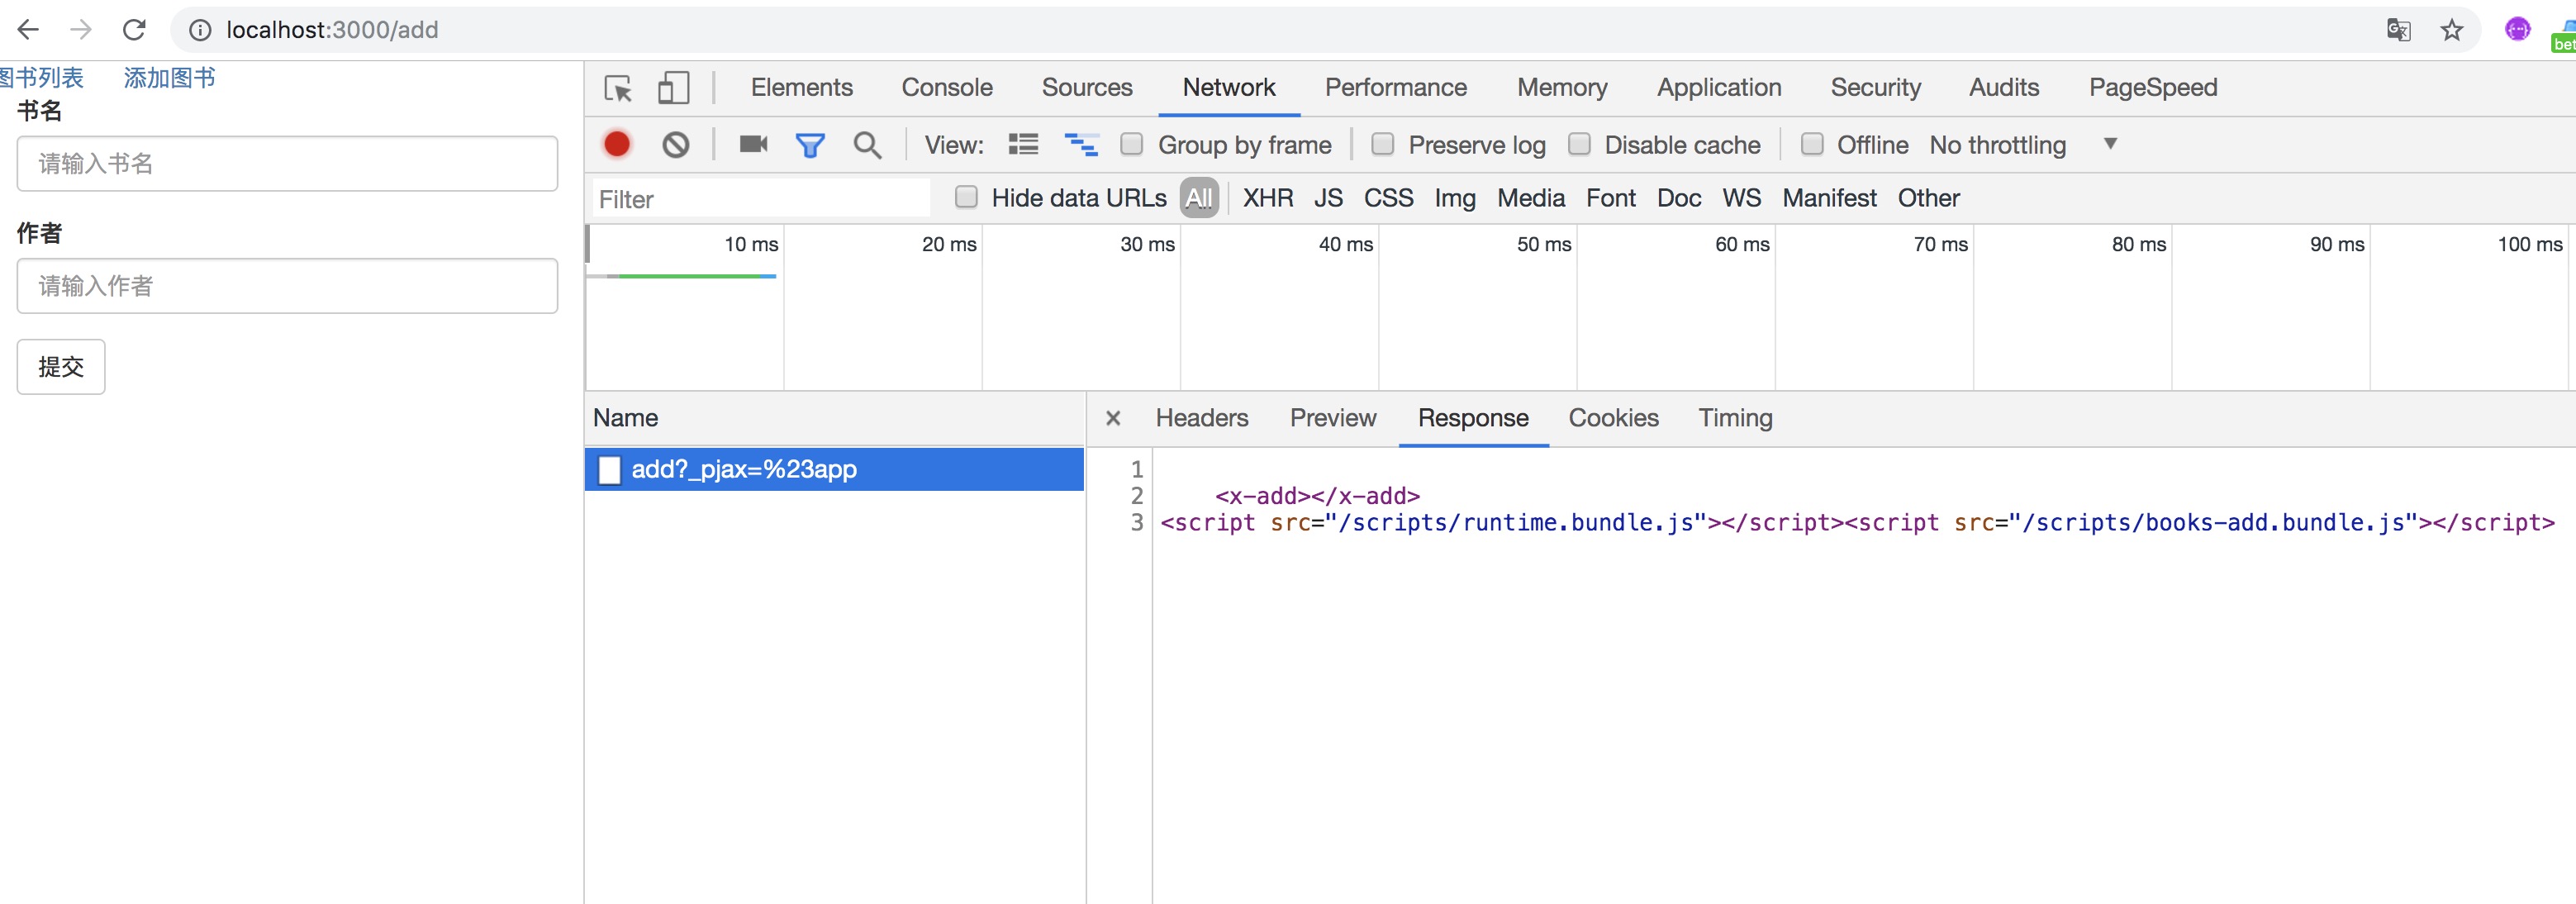 localhost:3000/add
图书列表 添加图书
书名
请输入书名
作者
请输入作者
提交
Elements Console Sources Network Performance Memory Application Security Audits PageSpeed
View: Group by frame Preserve log Disable cache Offline No throttling
Filter Hide data URLs All XHR JS CSS Img Media Font Doc WS Manifest Other
10 ms 20 ms 30 ms 40 ms 50 ms 60 ms 70 ms 80 ms 90 ms 100 ms
Name
add?_pjax=%23app
× Headers Preview Response Cookies Timing
1
2 <x-add></x-add>
3 <script src="/scripts/runtime.bundle.js"></script><script src="/scripts/books-add.bundle.js"></script>